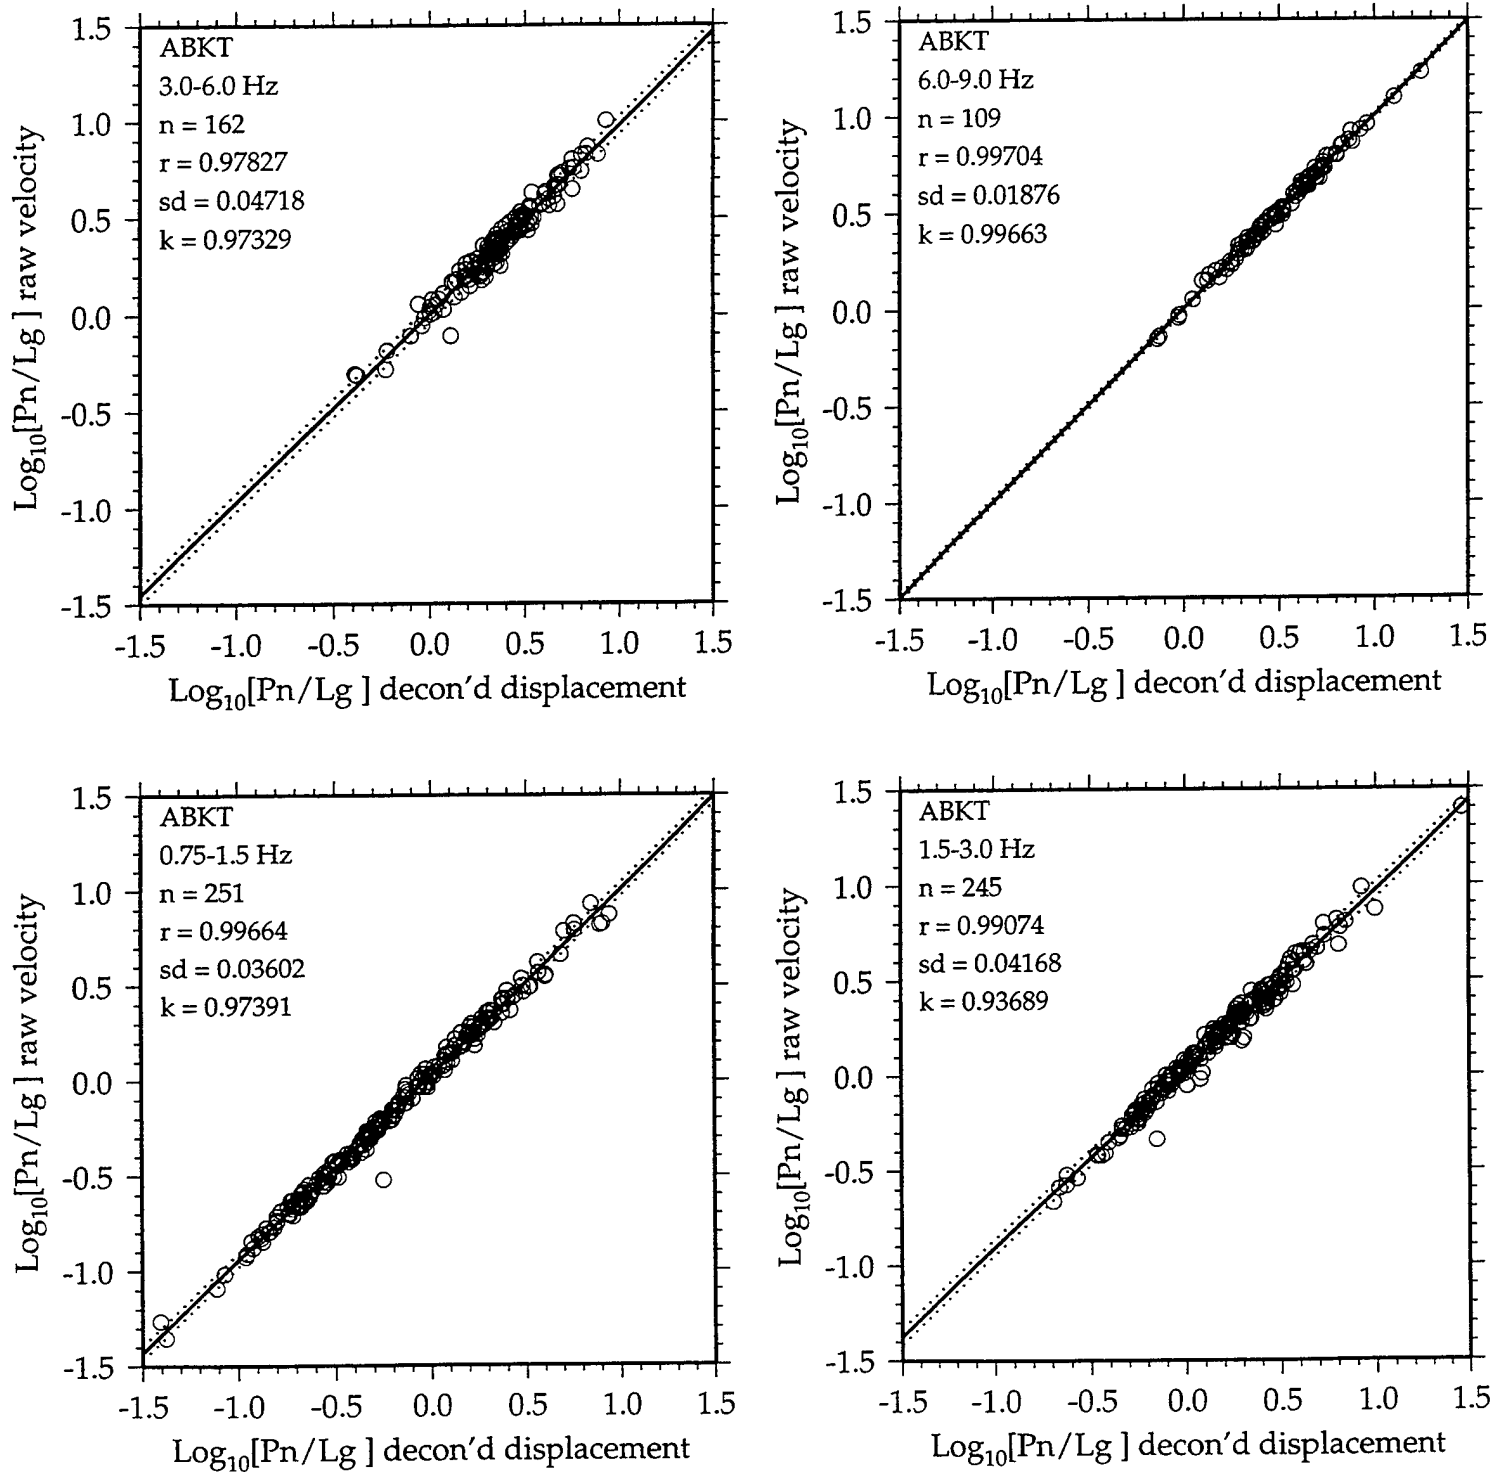 ABKT
3.0-6.0 Hz
n = 162
r = 0.97827
sd = 0.04718
k = 0.97329
1.5
1.0
0.5
0.0
-0.5
-1.0
-1.5
-1.5 -1.0 -0.5 0.0 0.5 1.0 1.5
Log10[Pn/Lg ] raw velocity
Log10[Pn/Lg ] decon'd displacement
ABKT
6.0-9.0 Hz
n = 109
r = 0.99704
sd = 0.01876
k = 0.99663
1.5
1.0
0.5
0.0
-0.5
-1.0
-1.5
-1.5 -1.0 -0.5 0.0 0.5 1.0 1.5
Log10[Pn/Lg ] raw velocity
Log10[Pn/Lg ] decon'd displacement
ABKT
0.75-1.5 Hz
n = 251
r = 0.99664
sd = 0.03602
k = 0.97391
1.5
1.0
0.5
0.0
-0.5
-1.0
-1.5
-1.5 -1.0 -0.5 0.0 0.5 1.0 1.5
Log10[Pn/Lg ] raw velocity
Log10[Pn/Lg ] decon'd displacement
ABKT
1.5-3.0 Hz
n = 245
r = 0.99074
sd = 0.04168
k = 0.93689
1.5
1.0
0.5
0.0
-0.5
-1.0
-1.5
-1.5 -1.0 -0.5 0.0 0.5 1.0 1.5
Log10[Pn/Lg ] raw velocity
Log10[Pn/Lg ] decon'd displacement